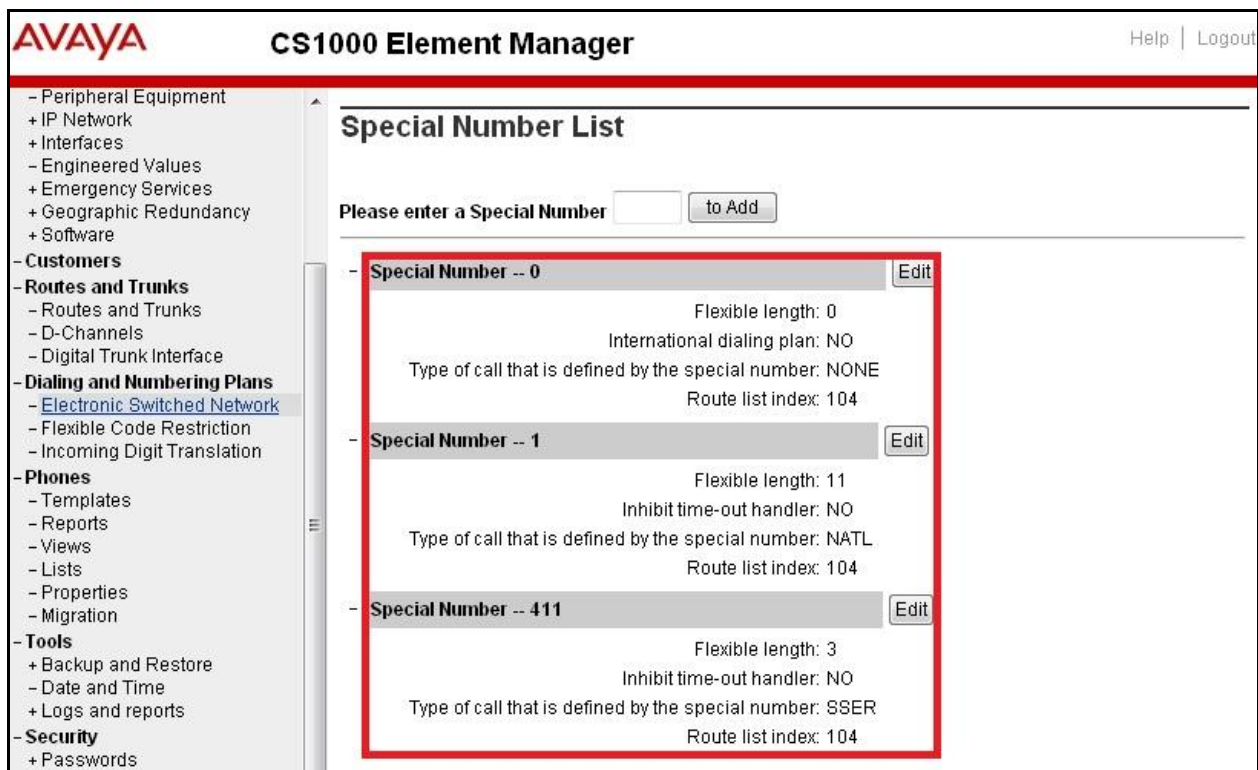 AVAYA
CS1000 Element Manager
Help | Logout
– Peripheral Equipment
+ IP Network
+ Interfaces
– Engineered Values
+ Emergency Services
+ Geographic Redundancy
+ Software
– Customers
– Routes and Trunks
– Routes and Trunks
– D-Channels
– Digital Trunk Interface
– Dialing and Numbering Plans
– Electronic Switched Network
– Flexible Code Restriction
– Incoming Digit Translation
– Phones
– Templates
– Reports
– Views
– Lists
– Properties
– Migration
– Tools
+ Backup and Restore
– Date and Time
+ Logs and reports
– Security
+ Passwords
Special Number List
Please enter a Special Number to Add
– Special Number -- 0 Edit
Flexible length: 0
International dialing plan: NO
Type of call that is defined by the special number: NONE
Route list index: 104
– Special Number -- 1 Edit
Flexible length: 11
Inhibit time-out handler: NO
Type of call that is defined by the special number: NATL
Route list index: 104
– Special Number -- 411 Edit
Flexible length: 3
Inhibit time-out handler: NO
Type of call that is defined by the special number: SSER
Route list index: 104